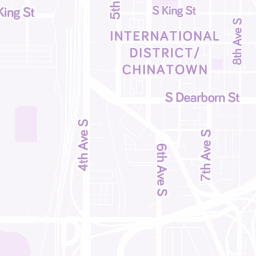 King St
5th
S King St
8th Ave S
INTERNATIONAL
DISTRICT/
CHINATOWN
S Dearborn St
4th Ave S
6th Ave S
7th Ave S